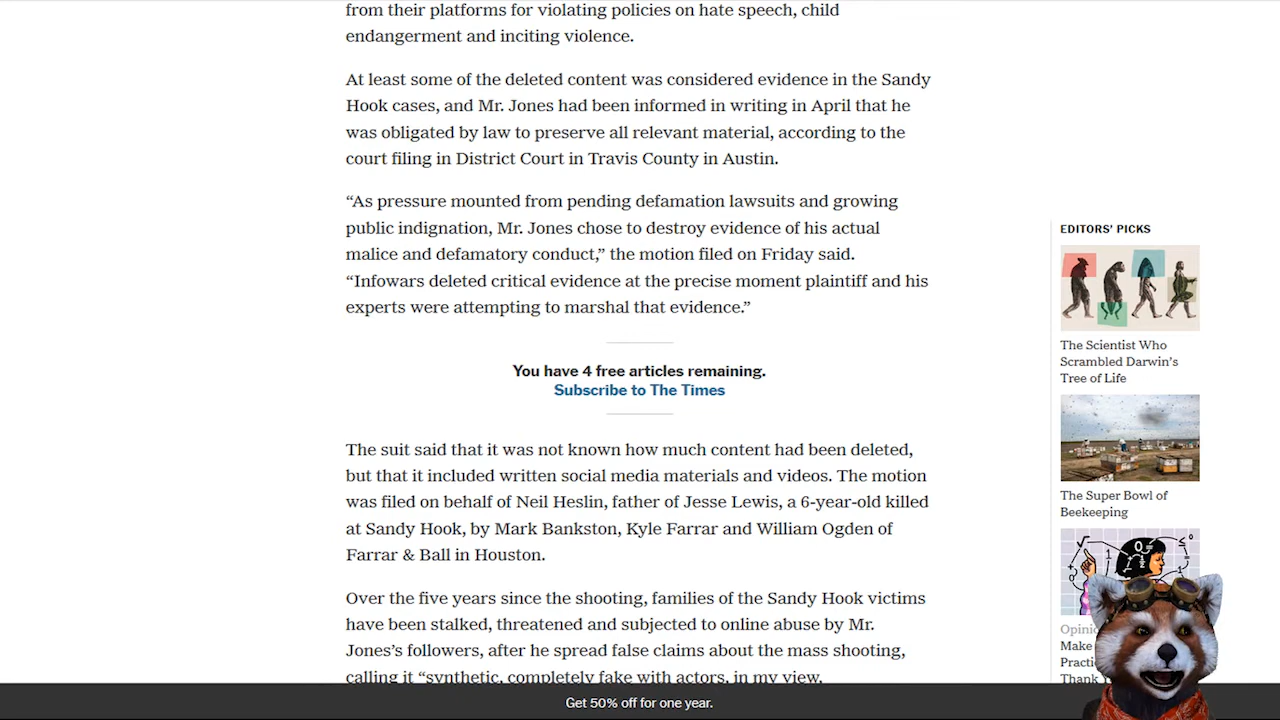 from their platforms for violating policies on hate speech, child
endangerment and inciting violence.
At least some of the deleted content was considered evidence in the Sandy
Hook cases, and Mr. Jones had been informed in writing in April that he
was obligated by law to preserve all relevant material, according to the
court filing in District Court in Travis County in Austin.
“As pressure mounted from pending defamation lawsuits and growing
public indignation, Mr. Jones chose to destroy evidence of his actual
malice and defamatory conduct,” the motion filed on Friday said.
“Infowars deleted critical evidence at the precise moment plaintiff and his
experts were attempting to marshal that evidence.”
You have 4 free articles remaining.
Subscribe to The Times
The suit said that it was not known how much content had been deleted,
but that it included written social media materials and videos. The motion
was filed on behalf of Neil Heslin, father of Jesse Lewis, a 6-year-old killed
at Sandy Hook, by Mark Bankston, Kyle Farrar and William Ogden of
Farrar & Ball in Houston.
Over the five years since the shooting, families of the Sandy Hook victims
have been stalked, threatened and subjected to online abuse by Mr.
Jones’s followers, after he spread false claims about the mass shooting,
calling it “synthetic, completely fake with actors, in my view,
EDITORS’ PICKS
The Scientist Who
Scrambled Darwin’s
Tree of Life
The Super Bowl of
Beekeeping
Make
Thank
Get 50% off for one year.